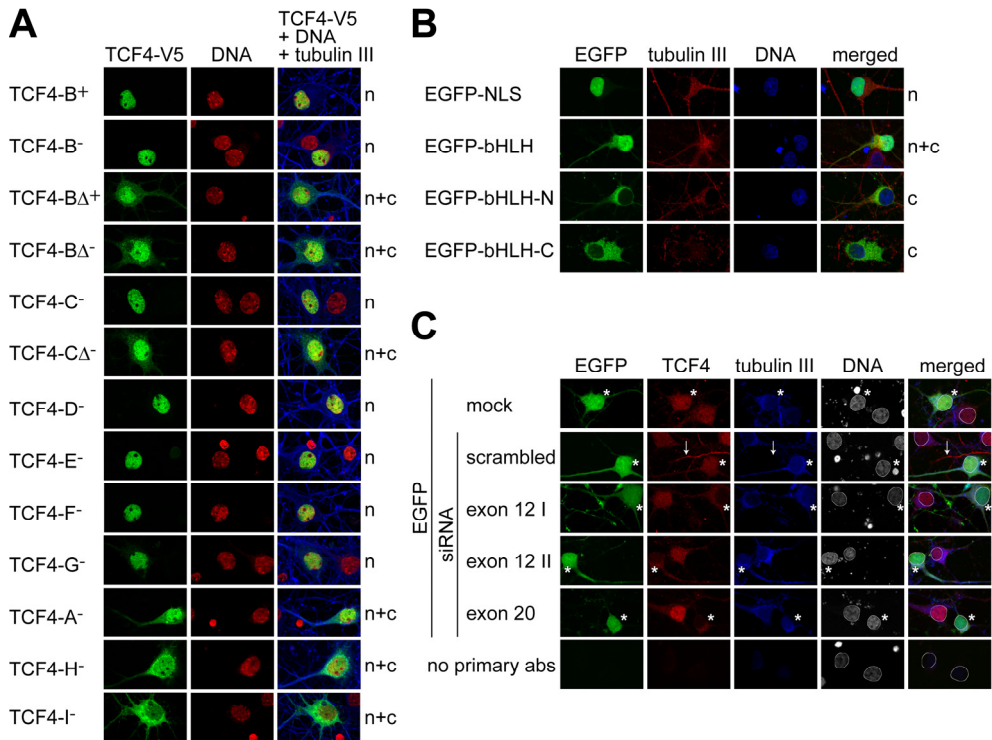 A
TCF4-V5
DNA
TCF4-V5
+ DNA
+ tubulin III
TCF4-B+
n
TCF4-B-
n
TCF4-BΔ+
n+c
TCF4-BΔ-
n+c
TCF4-C-
n
TCF4-CΔ-
n+c
TCF4-D-
n
TCF4-E-
n
TCF4-F-
n
TCF4-G-
n
TCF4-A-
n+c
TCF4-H-
n+c
TCF4-I-
n+c
B
EGFP tubulin III DNA merged
EGFP-NLS
n
EGFP-bHLH
n+c
EGFP-bHLH-N
c
EGFP-bHLH-C
c
C
EGFP TCF4 tubulin III DNA merged
EGFP
siRNA
mock
* * * * *
scrambled
* * * * *
exon 12 I
* * * * *
exon 12 II
* * * * *
exon 20
* * * * *
no primary abs